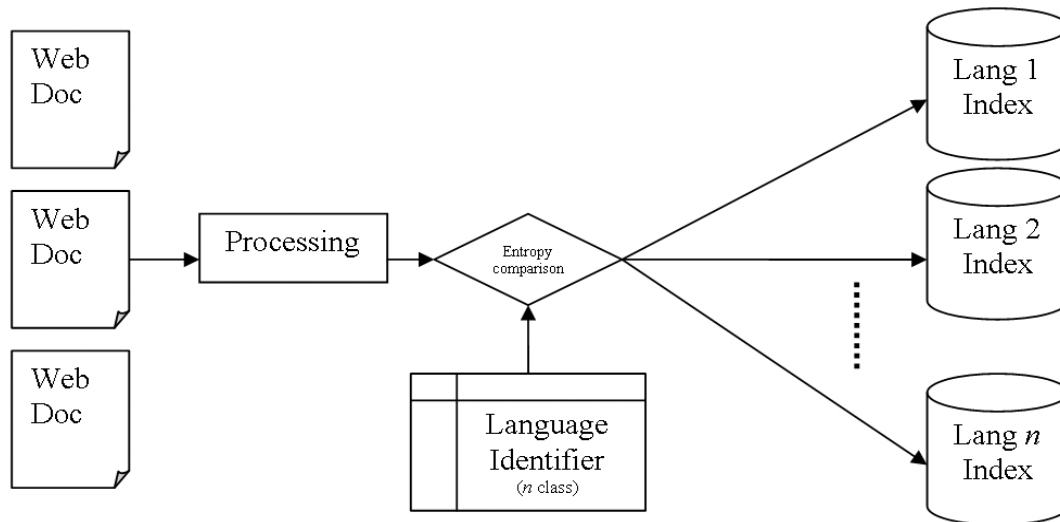 Web
Doc
Web
Doc
Web
Doc
Processing
Entropy
comparison
Language
Identifier
(n class)
Lang 1
Index
Lang 2
Index
Lang n
Index